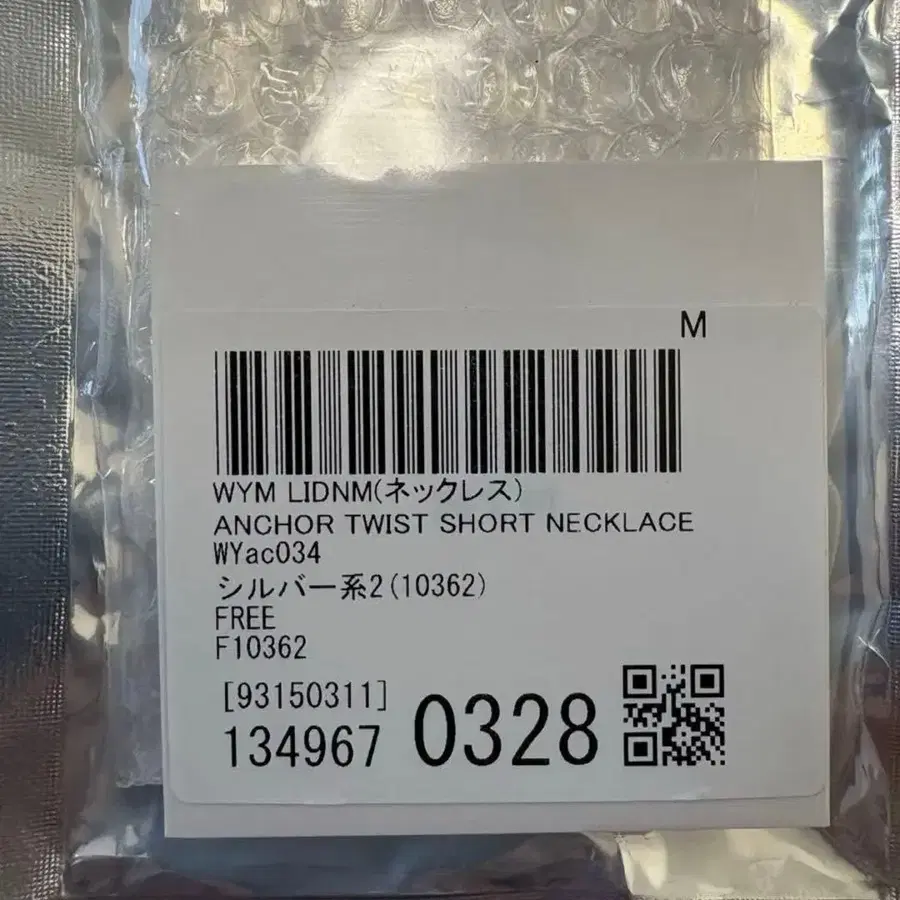 M
WYM LIDNM(ネックレス)
ANCHOR TWIST SHORT NECKLACE
WYac034
シルバー系2(10362)
FREE
F10362
[93150311]
134967 0328